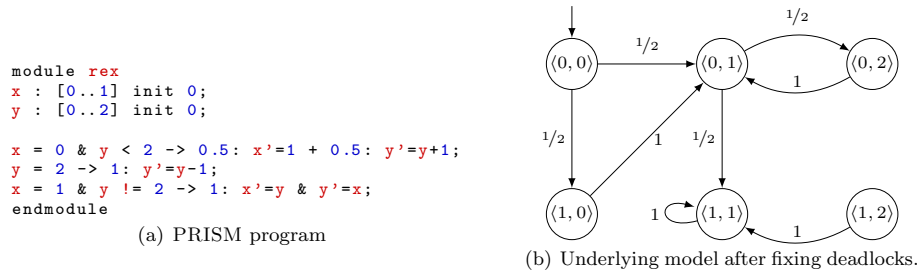 module rex
x : [0..1] init 0;
y : [0..2] init 0;
x = 0 & y < 2 -> 0.5: x'=1 + 0.5: y'=y+1;
y = 2 -> 1: y'=y-1;
x = 1 & y != 2 -> 1: x'=y & y'=x;
endmodule
(a) PRISM program
1/2
⟨0, 0⟩ 1/2 ⟨0, 1⟩ ⟨0, 2⟩
1
1/2 1 1/2
⟨1, 0⟩ 1 ⟨1, 1⟩ ⟨1, 2⟩
1
(b) Underlying model after fixing deadlocks.